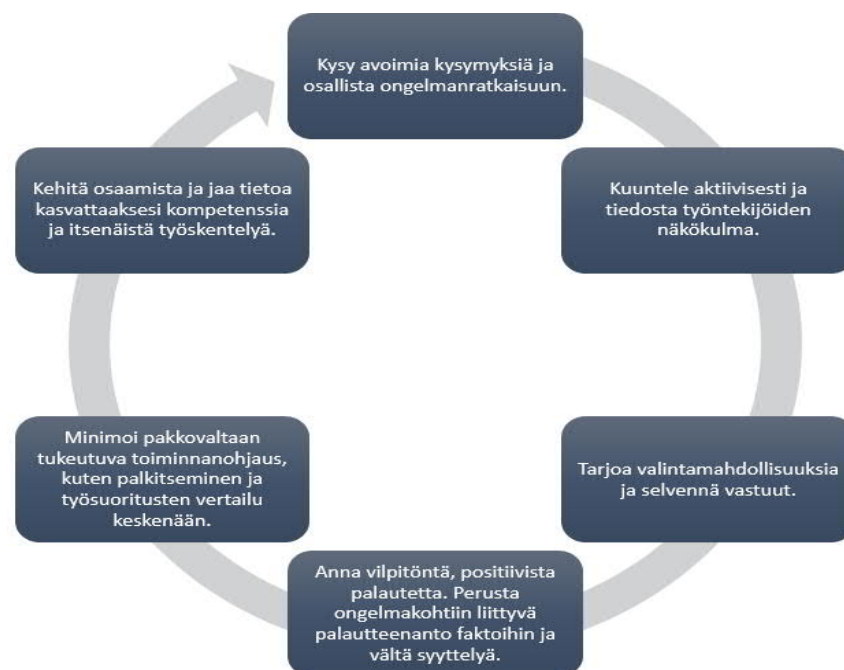 Kysy avoimia kysymyksiä ja
osallista ongelmanratkaisuun.
Kuuntele aktiivisesti ja
tiedosta työntekijöiden
näkökulma.
Tarjoa valintamahdollisuuksia
ja selvennä vastuut.
Anna vilpitöntä, positiivista
palautetta. Perusta
ongelmakohtiin liittyvä
palautteenanto faktoihin ja
vältä syyttelyä.
Minimoi pakkovaltaan
tukeutuva toiminnanohjaus,
kuten palkitseminen ja
työsuoritusten vertailu
keskenään.
Kehitä osaamista ja jaa tietoa
kasvattaaksesi kompetenssia
ja itsenäistä työskentelyä.